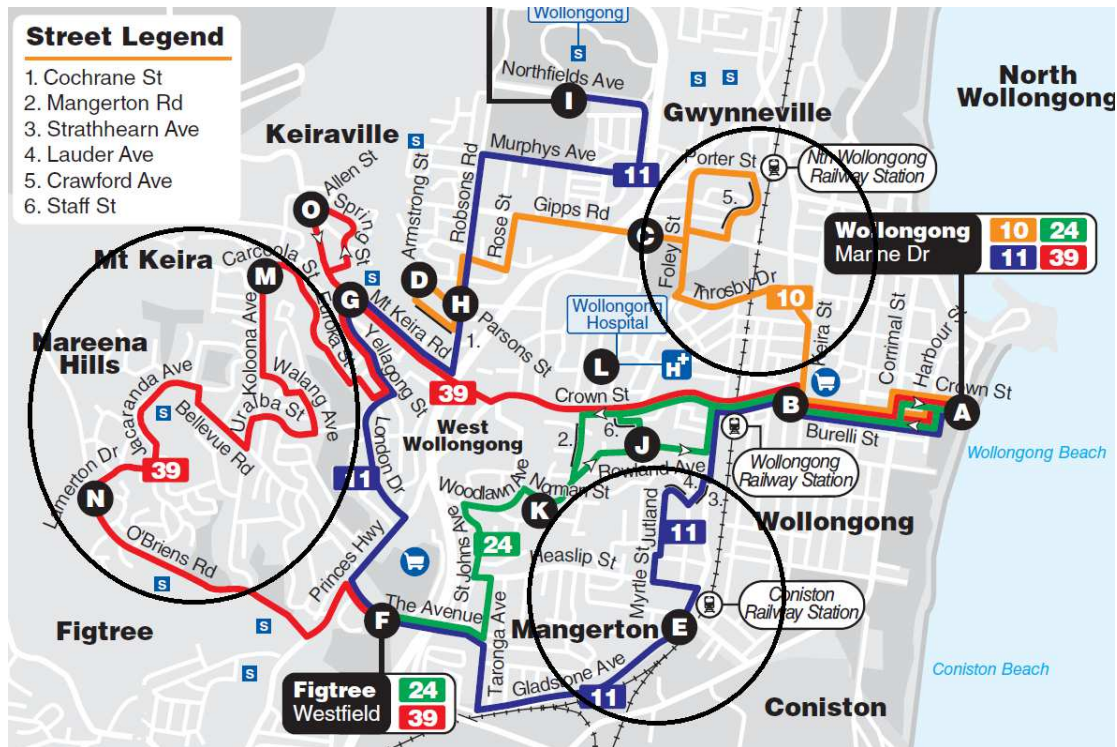 Street Legend
1. Cochrane St
2. Mangerton Rd
3. Strathhearn Ave
4. Lauder Ave
5. Crawford Ave
6. Staff St
Wollongong
S
Northfields Ave
I
S
S
North
Wollongong
Gwynneville
Keiraville
S
Murphys Ave
11
Porter St
Nth Wollongong
Railway Station
Allen St
Spring St
O
Armstrong St
Robsons Rd
Rose St
Gipps Rd
5.
C
Foley St
Wollongong
Marine Dr
10
24
11
39
Mt Keira
Carcoola St
M
S
D
G
H
Mt Keira Rd
Throsby Dr
10
Keira St
Corrimal St
Harbour St
Europa St
Yellagong St
1.
Parsons St
Wollongong
Hospital
L
H+
Nareena
Hills
Koloona Ave
Jacaranda Ave
Walang Ave
Uralba St
39
Crown St
Crown St
B
A
S
Bellevue Rd
West
Wollongong
2.
6.
J
Burelli St
Wollongong Beach
39
London Dr
11
Woodlawn Ave
Rowland Ave
Wollongong
Railway Station
N
Norman St
K
4.
3.
Wollongong
O'Briens Rd
Princes Hwy
St Johns Ave
24
Heaslip St
Jutland
11
S
Myrtle St
Coniston
Railway Station
Figtree
S
F
The Avenue
Mangerton
E
S
Taronga Ave
Gladstone Ave
Coniston Beach
S
Figtree
Westfield
24
39
11
Coniston